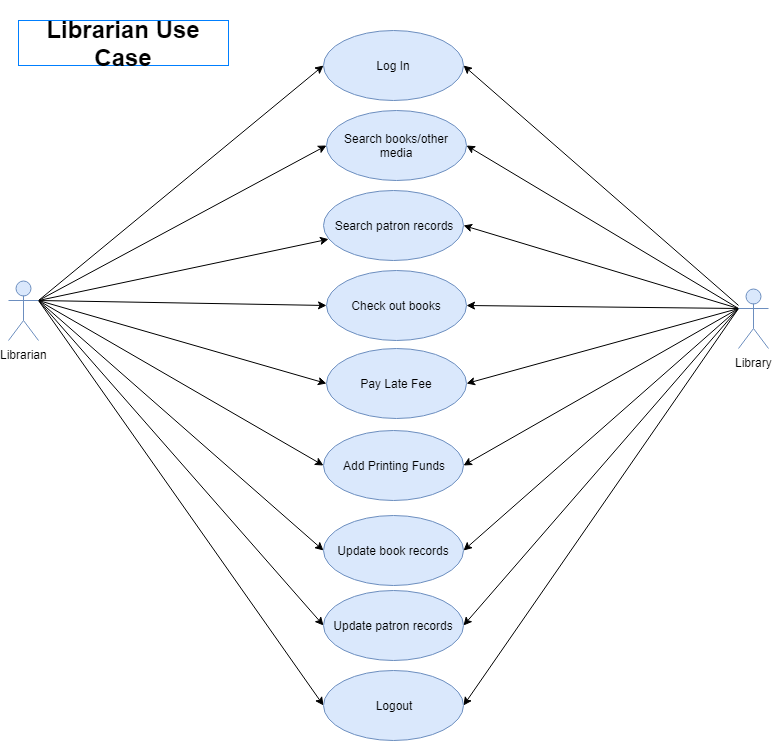 Librarian Use
Case
Log In
Search books/other
media
Search patron records
Check out books
Librarian
Library
Pay Late Fee
Add Printing Funds
Update book records
Update patron records
Logout